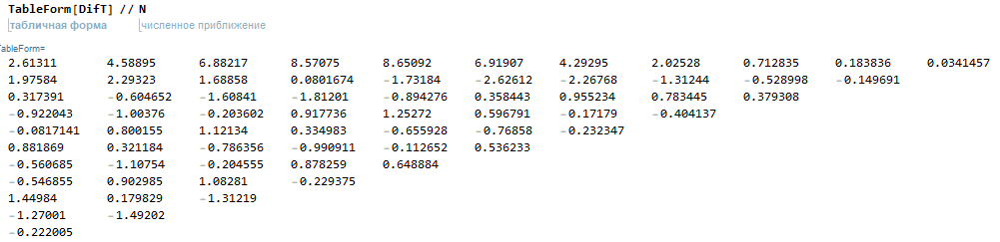 TableForm[DifT] // N
табличная форма численное приближение
TableForm=
2.61311 4.58895 6.88217 8.57075 8.65092 6.91907 4.29295 2.02528 0.712835 0.183836 0.0341457
1.97584 2.29323 1.68858 0.0801674 -1.73184 -2.62612 -2.26768 -1.31244 -0.528998 -0.149691
0.317391 -0.604652 -1.60841 -1.81201 -0.894276 0.358443 0.955234 0.783445 0.379308
-0.922043 -1.00376 -0.203602 0.917736 1.25272 0.596791 -0.17179 -0.404137
-0.0817141 0.800155 1.12134 0.334983 -0.655928 -0.76858 -0.232347
0.881869 0.321184 -0.786356 -0.990911 -0.112652 0.536233
-0.560685 -1.10754 -0.204555 0.878259 0.648884
-0.546855 0.902985 1.08281 -0.229375
1.44984 0.179829 -1.31219
-1.27001 -1.49202
-0.222005